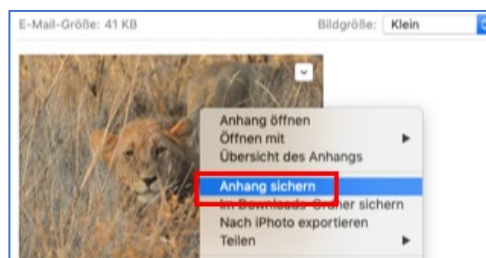 E-Mail-Größe: 41 KB
Bildgröße: Klein
Anhang öffnen
Öffnen mit
Übersicht des Anhangs
Anhang sichern
Im Downloads-Ordner sichern
Nach iPhoto exportieren
Teilen